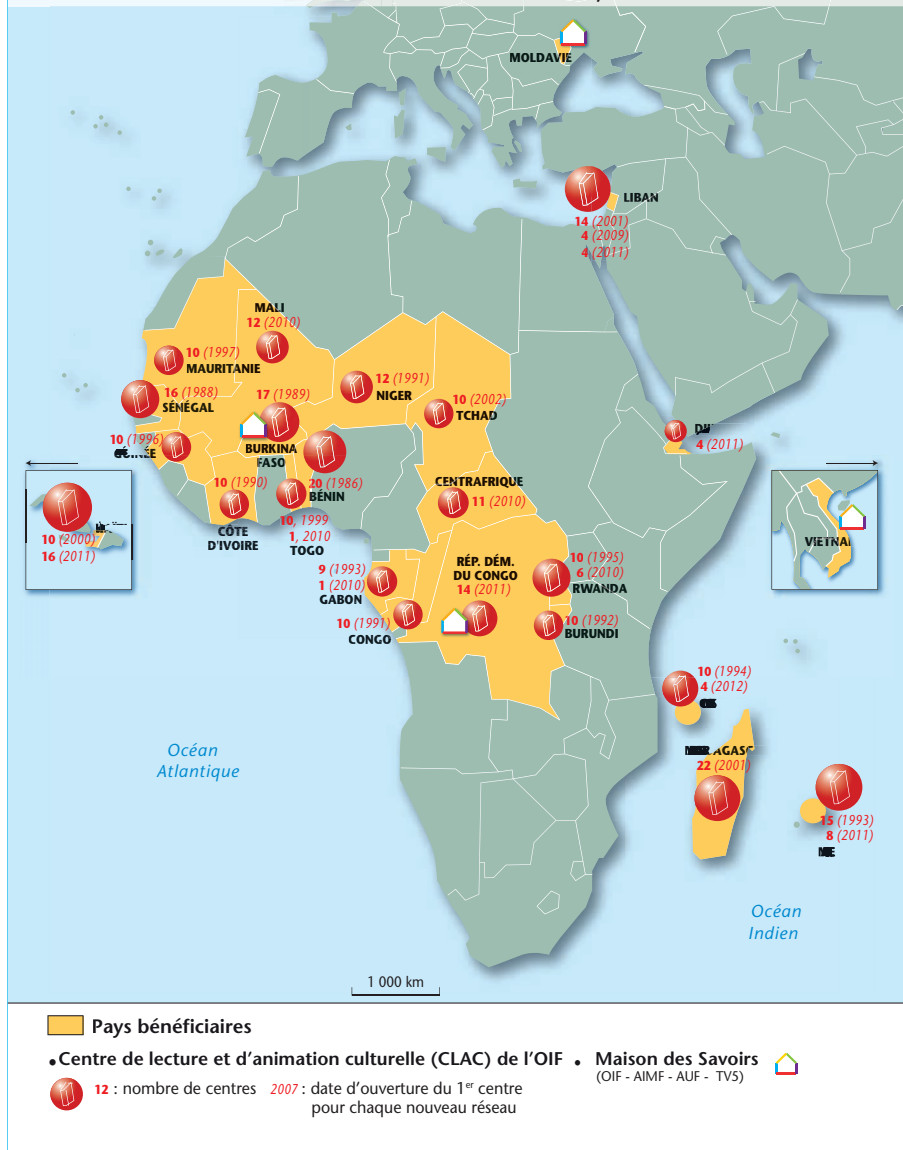 MOLDAVIE
LIBAN
14 (2001)
4 (2009)
4 (2011)
MALI
12 (2010)
10 (1997)
MAURITANIE
12 (1991)
NIGER
16 (1988)
SÉNÉGAL
17 (1989)
BURKINA
FASO
10 (2002)
TCHAD
4 (2011)
10 (1996)
20 (1986)
BÉNIN
10 (1990)
CÔTE
D'IVOIRE
10, 1999
1, 2010
TOGO
CENTRAFRIQUE
11 (2010)
10 (2000)
16 (2011)
VIETNAM
9 (1993)
1 (2010)
GABON
RÉP. DÉM.
DU CONGO
14 (2011)
10 (1995)
6 (2010)
RWANDA
10 (1991)
CONGO
10 (1992)
BURUNDI
10 (1994)
4 (2012)
22 (2001)
15 (1993)
8 (2011)
Océan
Atlantique
Océan
Indien
1 000 km
Pays bénéficiaires
• Centre de lecture et d'animation culturelle (CLAC) de l'OIF
12 : nombre de centres 2007 : date d'ouverture du 1er centre
pour chaque nouveau réseau
• Maison des Savoirs
(OIF - AIMF - AUF - TV5)